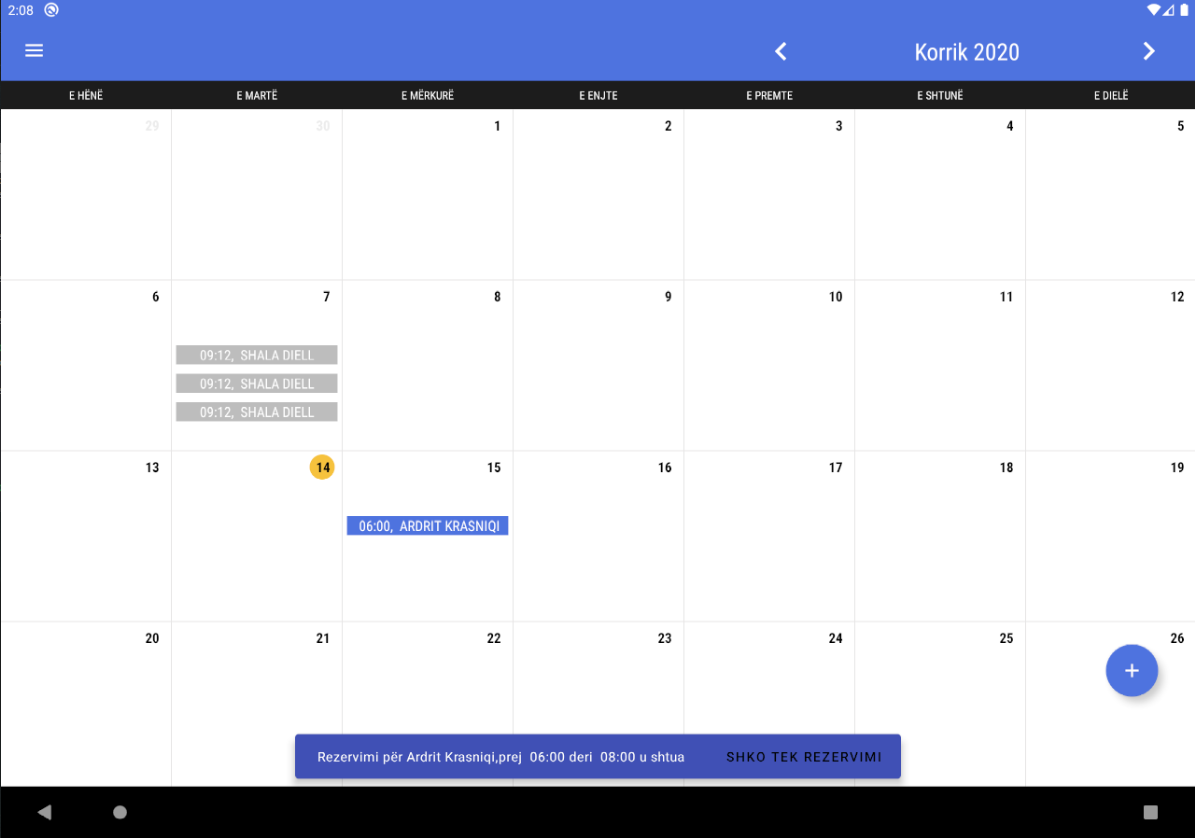 2:08
Korrik 2020
E HËNË E MARTË E MËRKURË E ENJTE E PREMTE E SHTUNË E DIELË
29 30 1 2 3 4 5
6 7 8 9 10 11 12
09:12, SHALA DIELL
09:12, SHALA DIELL
09:12, SHALA DIELL
13 14 15 16 17 18 19
06:00, ARDRIT KRASNIQI
20 21 22 23 24 25 26
+
Rezervimi për Ardrit Krasniqi,prej 06:00 deri 08:00 u shtua SHKO TEK REZERVIMI